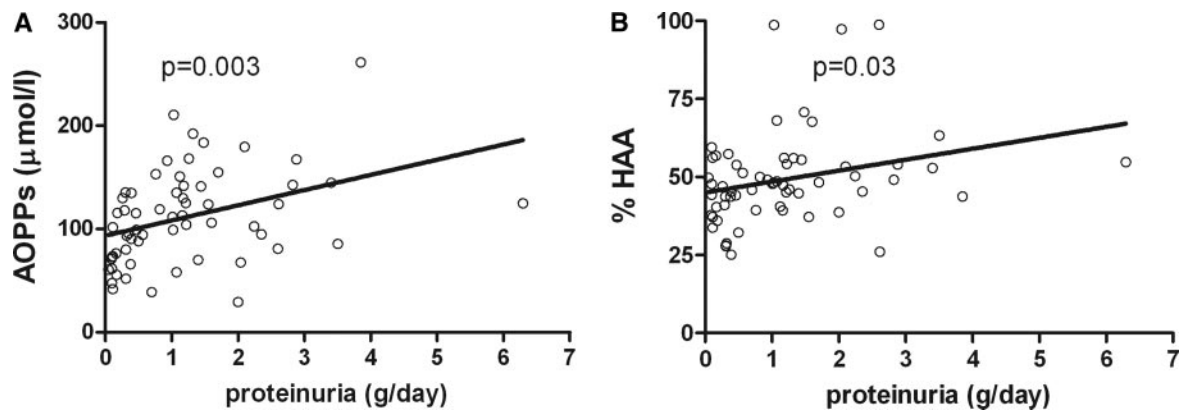 A
AOPPs (μmol/l)
300
200
100
0
p=0.003
0 1 2 3 4 5 6 7
proteinuria (g/day)
B
% HAA
100
75
50
25
0
p=0.03
0 1 2 3 4 5 6 7
proteinuria (g/day)